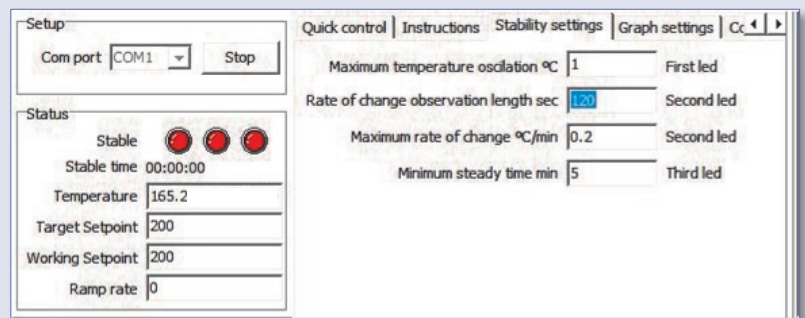 Setup
Com port COM1 Stop
Status
Stable
Stable time 00:00:00
Temperature 165.2
Target Setpoint 200
Working Setpoint 200
Ramp rate 0
Quick control Instructions Stability settings Graph settings
Maximum temperature oscilation ºC 1 First led
Rate of change observation length sec 120 Second led
Maximum rate of change ºC/min 0.2 Second led
Minimum steady time min 5 Third led